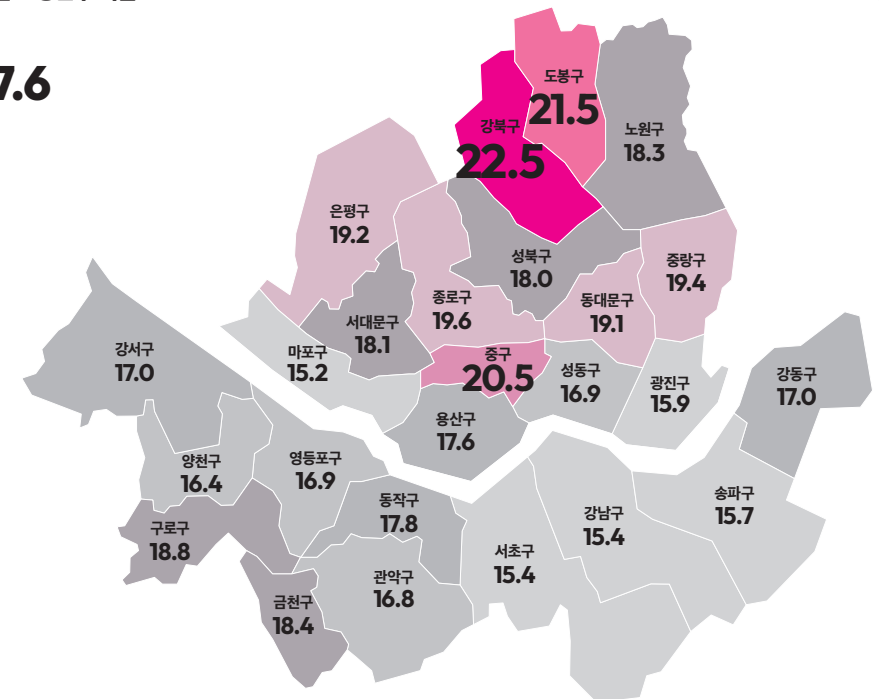 7.6
도봉구
21.5
강북구
22.5
노원구
18.3
은평구
19.2
성북구
18.0
중랑구
19.4
종로구
19.6
동대문구
19.1
서대문구
18.1
강서구
17.0
마포구
15.2
중구
20.5
성동구
16.9
광진구
15.9
강동구
17.0
용산구
17.6
양천구
16.4
영등포구
16.9
동작구
17.8
송파구
15.7
구로구
18.8
강남구
15.4
서초구
15.4
관악구
16.8
금천구
18.4